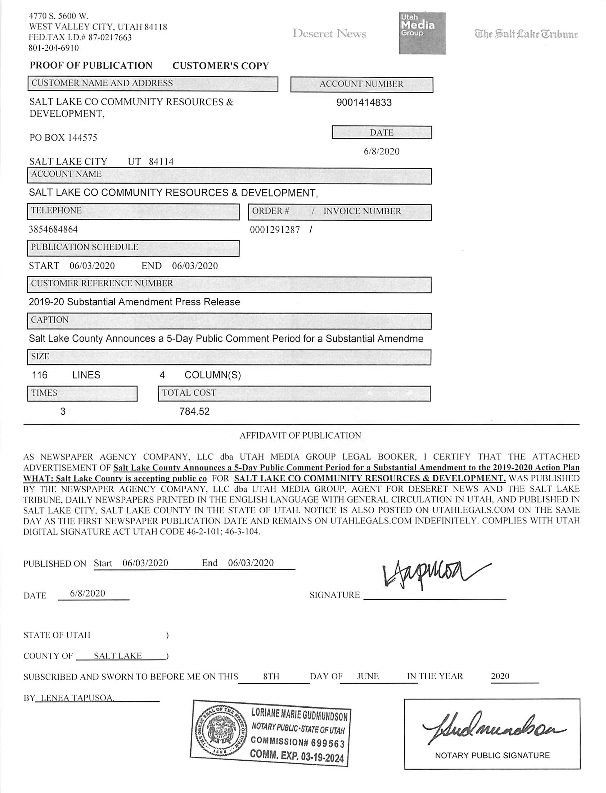 4770 S. 5600 W.
WEST VALLEY CITY, UTAH 84118
FED.TAX I.D.# 87-0217663
801-204-6910
Deseret News
Utah
Media
Group
The Salt Lake Tribune
PROOF OF PUBLICATION CUSTOMER'S COPY
CUSTOMER NAME AND ADDRESS
ACCOUNT NUMBER
SALT LAKE CO COMMUNITY RESOURCES &
DEVELOPMENT,
9001414833
PO BOX 144575
DATE
SALT LAKE CITY UT 84114
6/8/2020
ACCOUNT NAME
SALT LAKE CO COMMUNITY RESOURCES & DEVELOPMENT,
TELEPHONE
ORDER # / INVOICE NUMBER
3854684864
0001291287 /
PUBLICATION SCHEDULE
START 06/03/2020 END 06/03/2020
CUSTOMER REFERENCE NUMBER
2019-20 Substantial Amendment Press Release
CAPTION
Salt Lake County Announces a 5-Day Public Comment Period for a Substantial Amendme
SIZE
116 LINES 4 COLUMN(S)
TIMES
TOTAL COST
3
784.52
AFFIDAVIT OF PUBLICATION
AS NEWSPAPER AGENCY COMPANY, LLC dba UTAH MEDIA GROUP LEGAL BOOKER, I CERTIFY THAT THE ATTACHED
ADVERTISEMENT OF Salt Lake County Announces a 5-Day Public Comment Period for a Substantial Amendment to the 2019-2020 Action Plan
WHAT: Salt Lake County is accepting public co FOR SALT LAKE CO COMMUNITY RESOURCES & DEVELOPMENT, WAS PUBLISHED
BY THE NEWSPAPER AGENCY COMPANY, LLC dba UTAH MEDIA GROUP, AGENT FOR DESERET NEWS AND THE SALT LAKE
TRIBUNE, DAILY NEWSPAPERS PRINTED IN THE ENGLISH LANGUAGE WITH GENERAL CIRCULATION IN UTAH, AND PUBLISHED IN
SALT LAKE CITY, SALT LAKE COUNTY IN THE STATE OF UTAH. NOTICE IS ALSO POSTED ON UTAHLEGALS.COM ON THE SAME
DAY AS THE FIRST NEWSPAPER PUBLICATION DATE AND REMAINS ON UTAHLEGALS.COM INDEFINITELY. COMPLIES WITH UTAH
DIGITAL SIGNATURE ACT UTAH CODE 46-2-101; 46-3-104.
PUBLISHED ON Start 06/03/2020 End 06/03/2020
DATE 6/8/2020
SIGNATURE
STATE OF UTAH )
COUNTY OF SALT LAKE )
SUBSCRIBED AND SWORN TO BEFORE ME ON THIS 8TH DAY OF JUNE IN THE YEAR 2020
BY LENEA TAPUSOA.
LORIANE MARIE GUDMUNDSON
NOTARY PUBLIC - STATE OF UTAH
COMMISSION# 699563
COMM. EXP. 03-19-2024
NOTARY PUBLIC SIGNATURE